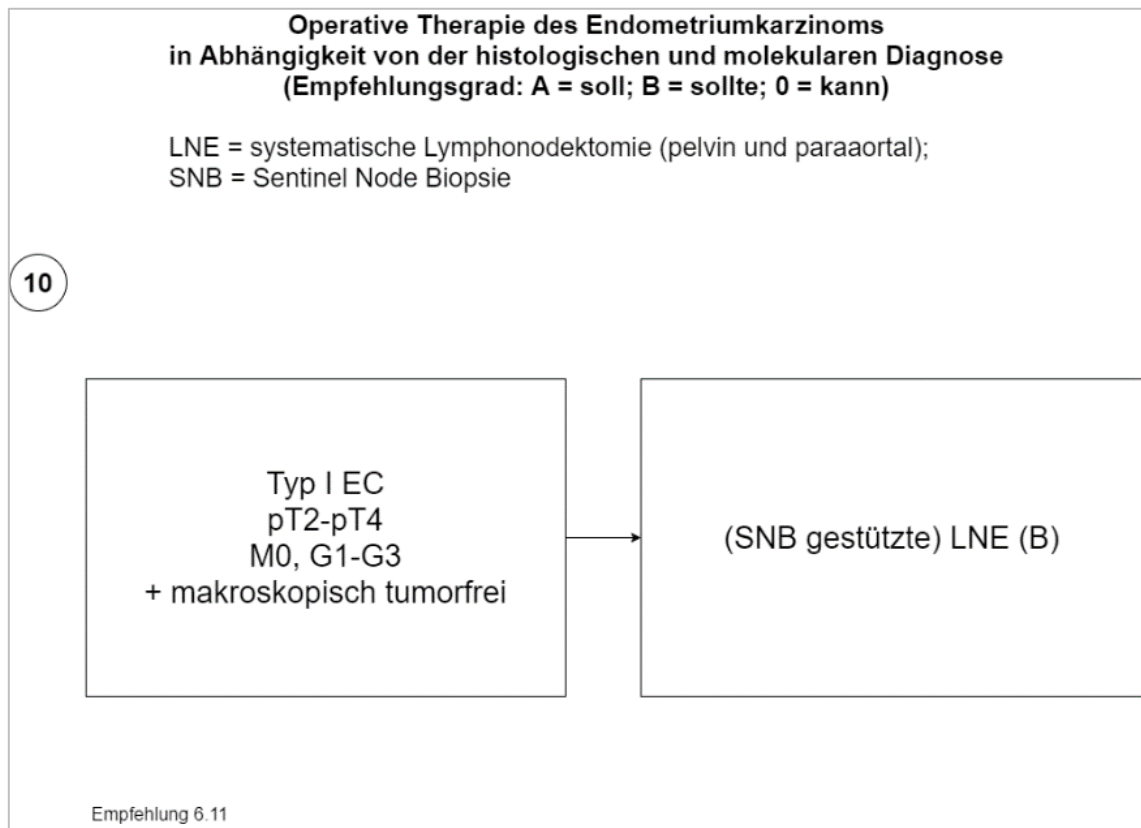 Operative Therapie des Endometriumkarzinoms
in Abhängigkeit von der histologischen und molekularen Diagnose
(Empfehlungsgrad: A = soll; B = sollte; 0 = kann)
LNE = systematische Lymphonodektomie (pelvin und paraaortal);
SNB = Sentinel Node Biopsie
10
Typ I EC
pT2-pT4
M0, G1-G3
+ makroskopisch tumorfrei
(SNB gestützte) LNE (B)
Empfehlung 6.11